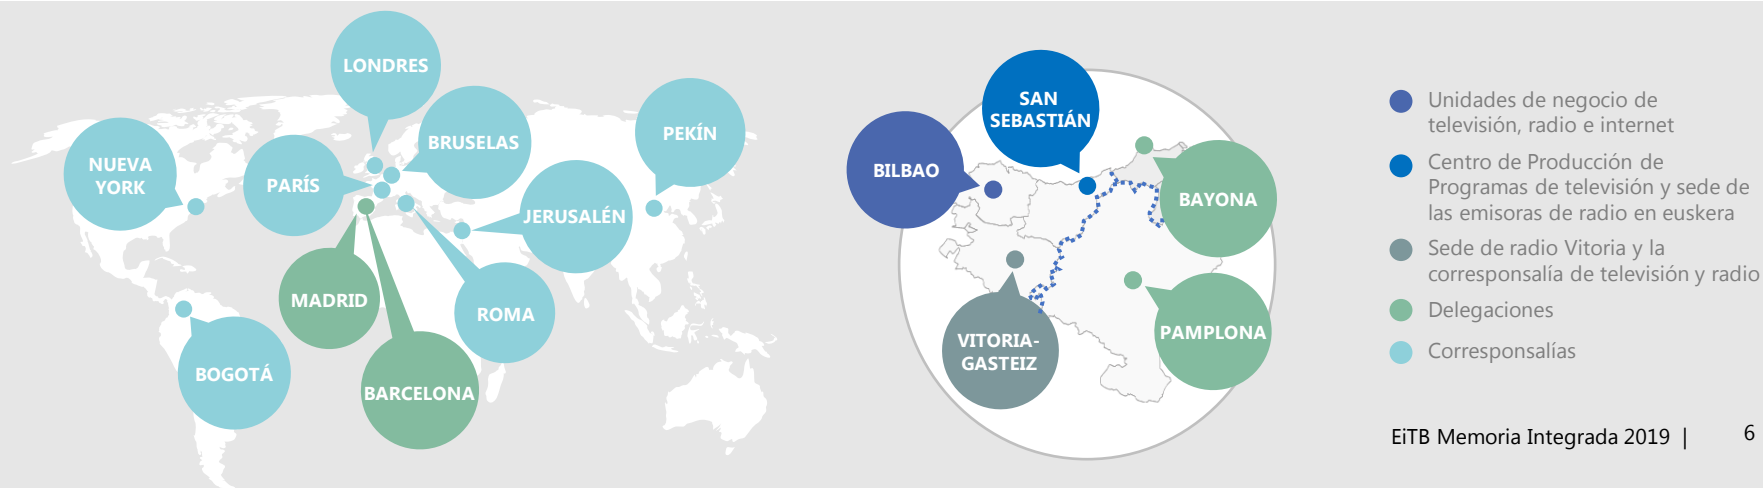 LONDRES
BRUSELAS
PEKÍN
NUEVA
YORK
PARÍS
JERUSALÉN
MADRID
ROMA
BOGOTÁ
BARCELONA
SAN
SEBASTIÁN
BILBAO
BAYONA
VITORIA-
GASTEIZ
PAMPLONA
Unidades de negocio de
televisión, radio e internet
Centro de Producción de
Programas de televisión y sede de
las emisoras de radio en euskera
Sede de radio Vitoria y la
corresponsalía de televisión y radio
Delegaciones
Corresponsalías
EiTB Memoria Integrada 2019 | 6